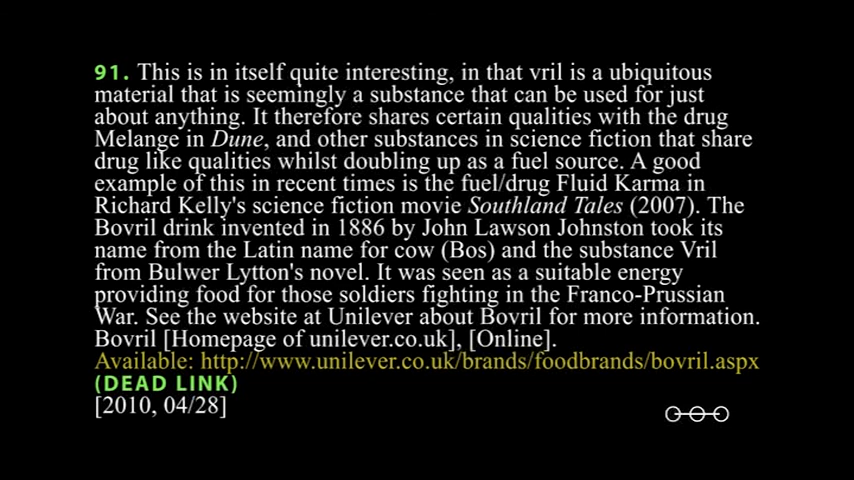 91. This is in itself quite interesting, in that vril is a ubiquitous
material that is seemingly a substance that can be used for just
about anything. It therefore shares certain qualities with the drug
Melange in Dune, and other substances in science fiction that share
drug like qualities whilst doubling up as a fuel source. A good
example of this in recent times is the fuel/drug Fluid Karma in
Richard Kelly's science fiction movie Southland Tales (2007). The
Bovril drink invented in 1886 by John Lawson Johnston took its
name from the Latin name for cow (Bos) and the substance Vril
from Bulwer Lytton's novel. It was seen as a suitable energy
providing food for those soldiers fighting in the Franco-Prussian
War. See the website at Unilever about Bovril for more information.
Bovril [Homepage of unilever.co.uk], [Online].
Available: http://www.unilever.co.uk/brands/foodbrands/bovril.aspx
(DEAD LINK)
[2010, 04/28]